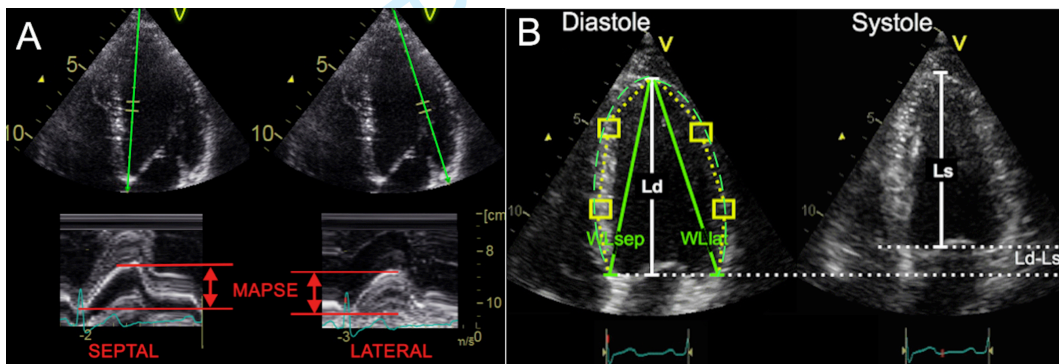 A
V
V
5
5
10
10
[cm]
-8
MAPSE
-10
-2
-3
0
m/s
SEPTAL
LATERAL
B
Diastole
Systole
V
V
5
5
10
10
Ld
Ls
WLsep
WLlat
Ld-Ls